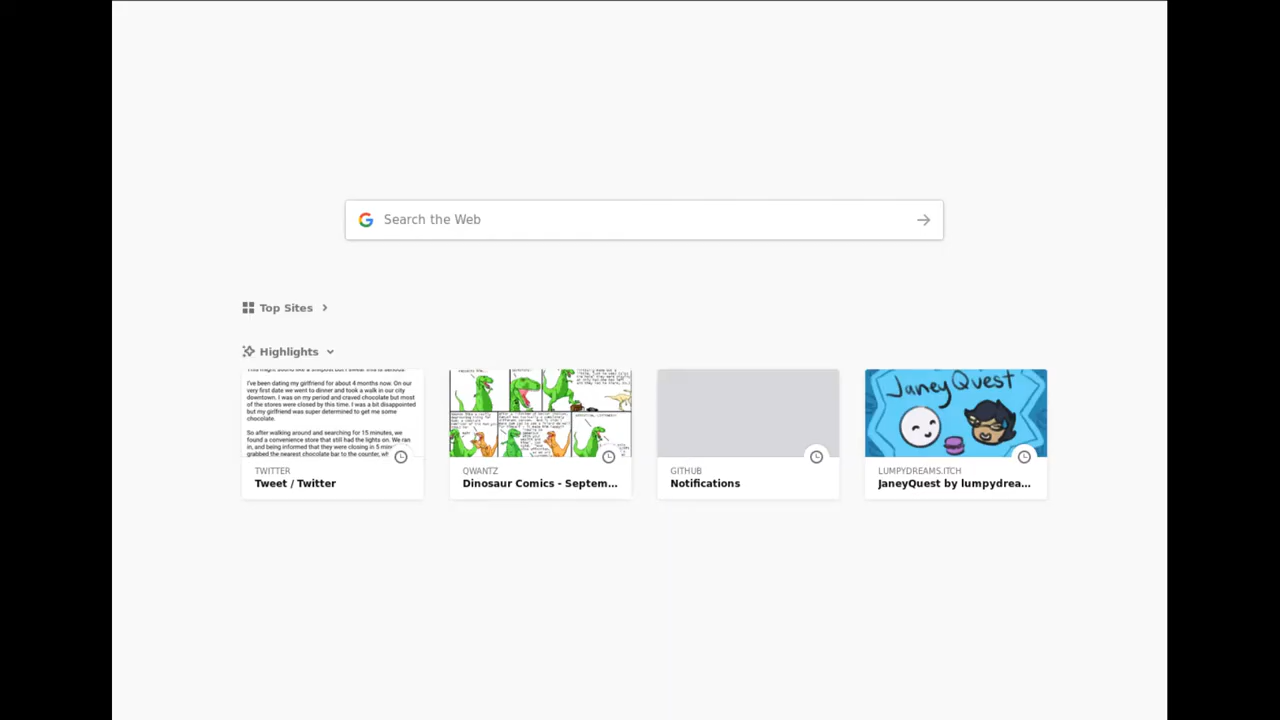 Search the Web
Top Sites
Highlights
I've been dating my girlfriend for about 4 months now. On our
very first date we went to dinner and took a walk in our city
downtown. I was on my period and craved chocolate but most
of the stores were closed by this time. I was a bit disappointed
but my girlfriend was super determined to get me some
chocolate.
So after walking around and searching for 15 minutes, we
found a convenience store that still had the lights on. We ran
in, and being informed that they were closing in 5 min
grabbed the nearest chocolate bar to the counter,
TWITTER
Tweet / Twitter
QWANTZ
Dinosaur Comics - Septem...
GITHUB
Notifications
JaneyQuest
LUMPYDREAMS.ITCH
JaneyQuest by lumpydrea...